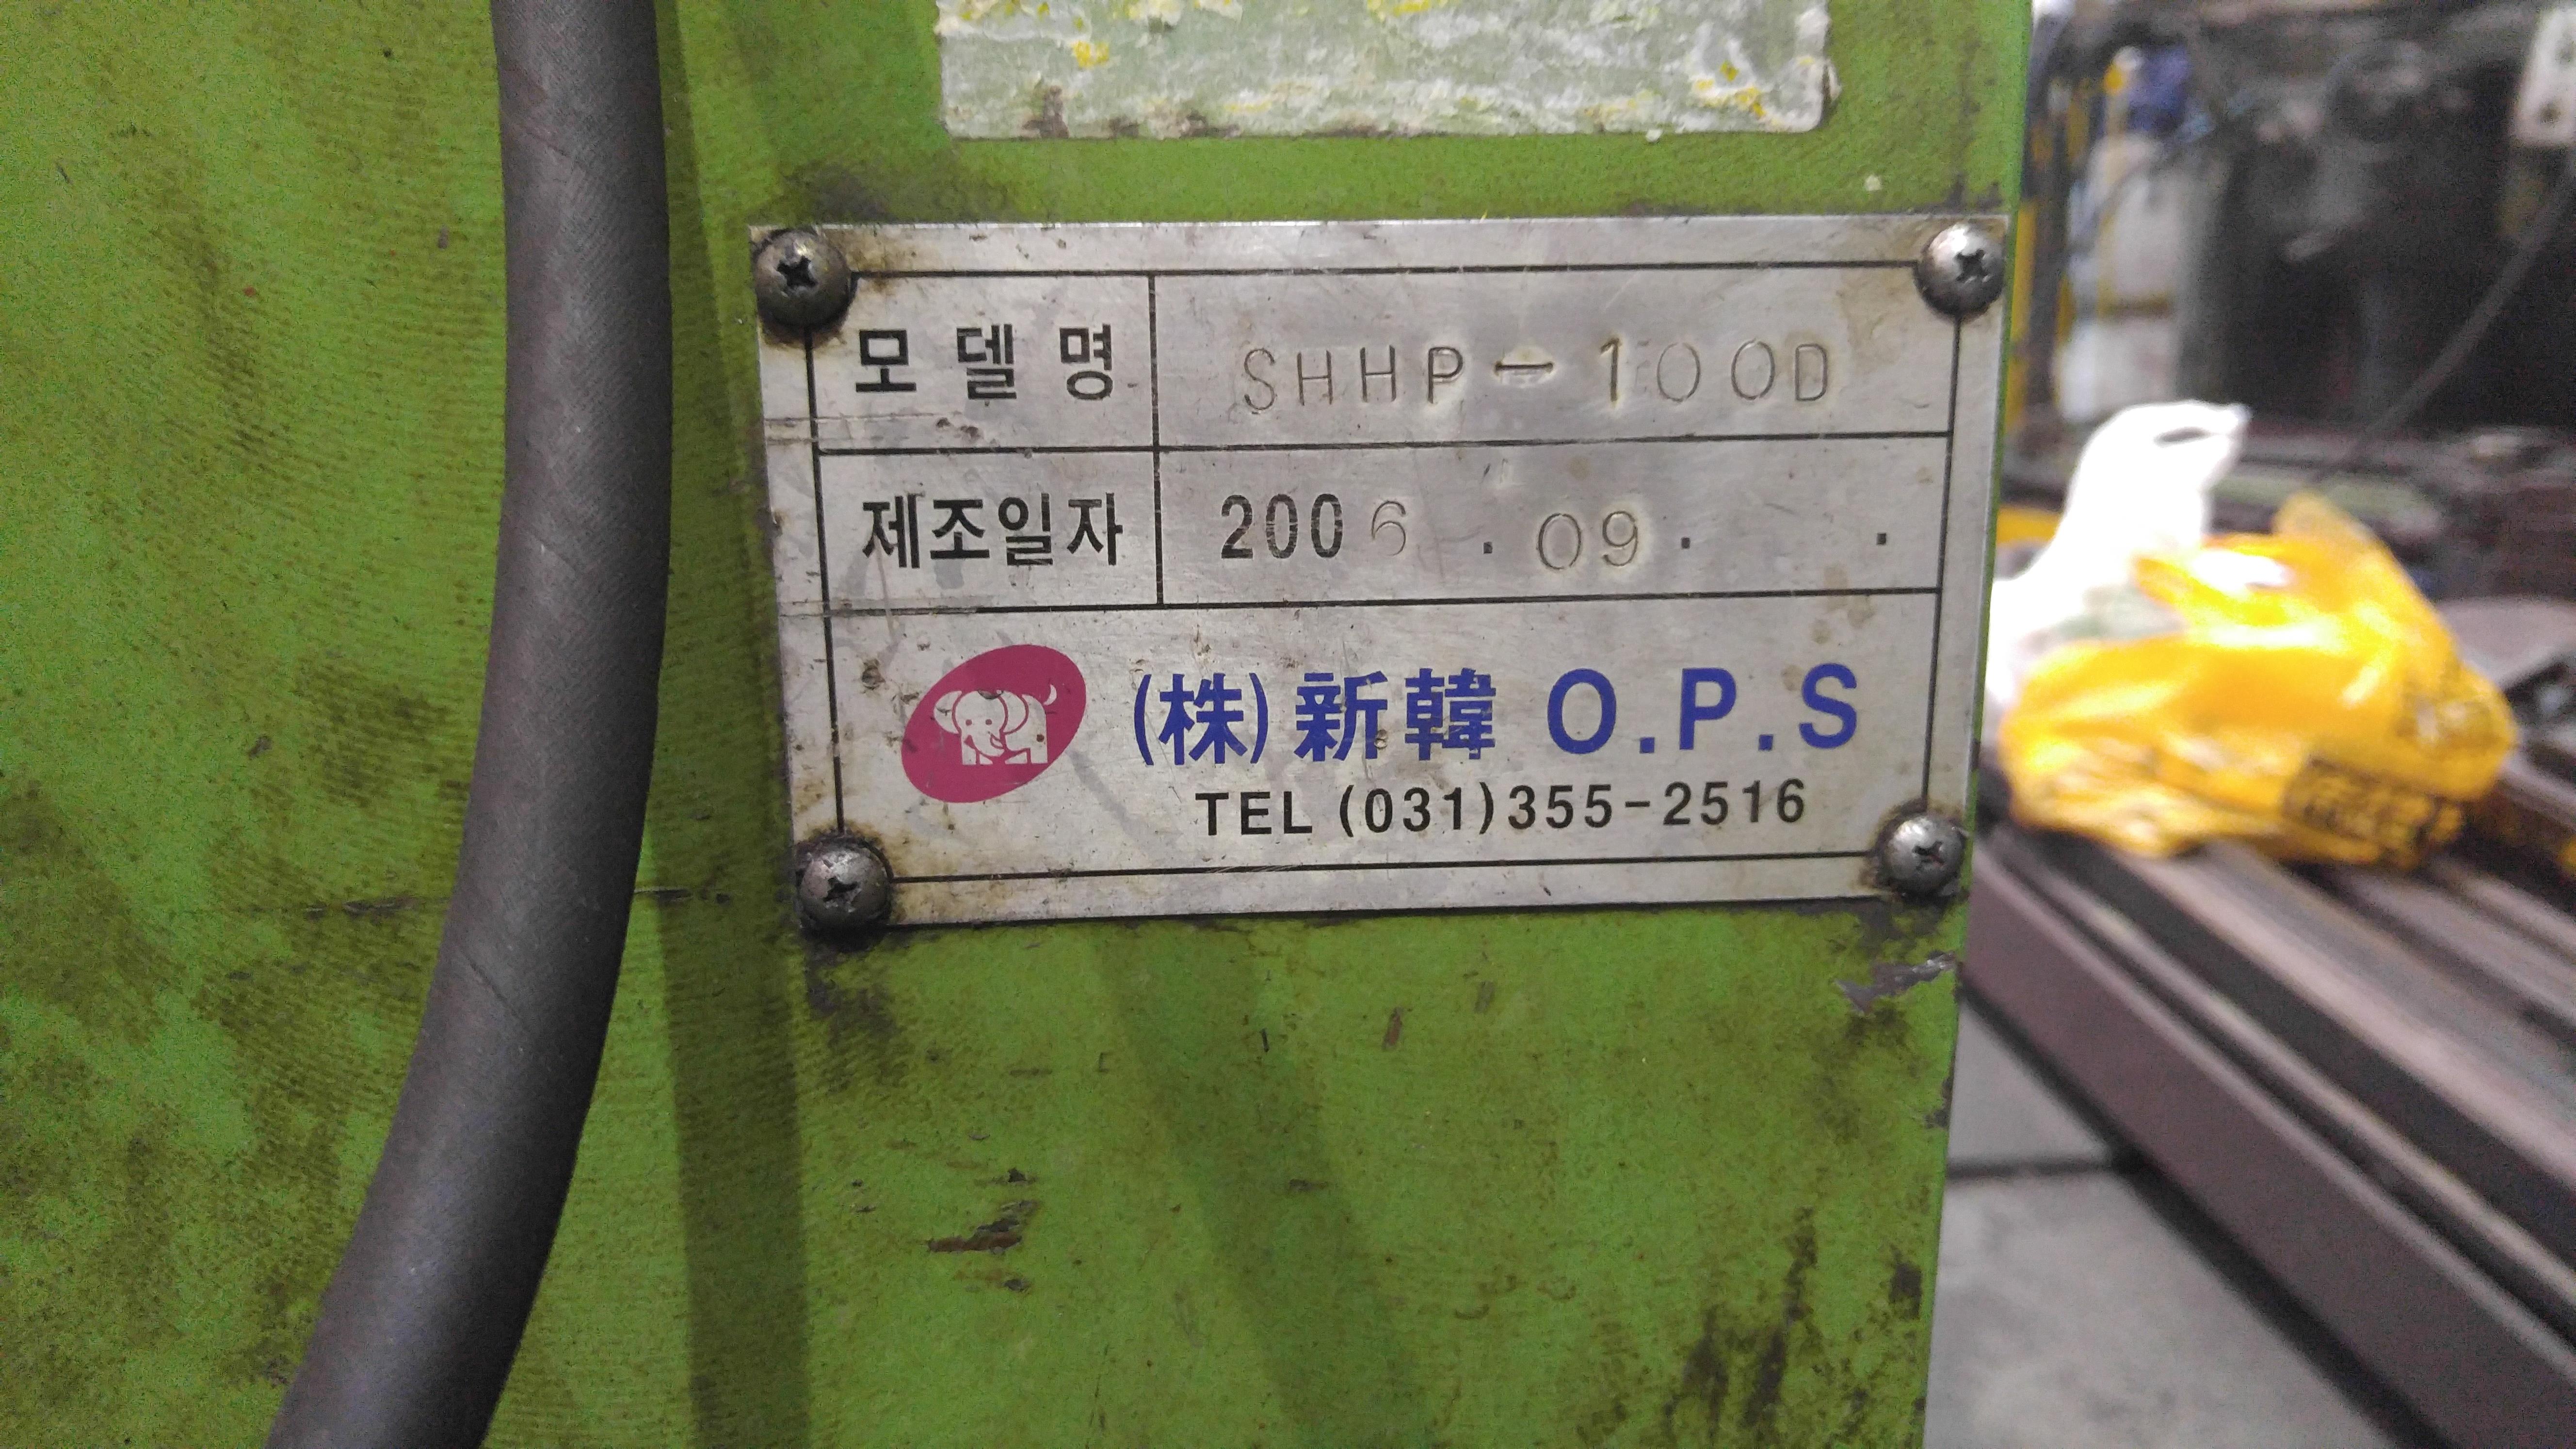 모델명 SHHP-100D
제조일자 2006 . 09 . .
(株) 新韓 O.P.S
TEL (031)355-2516